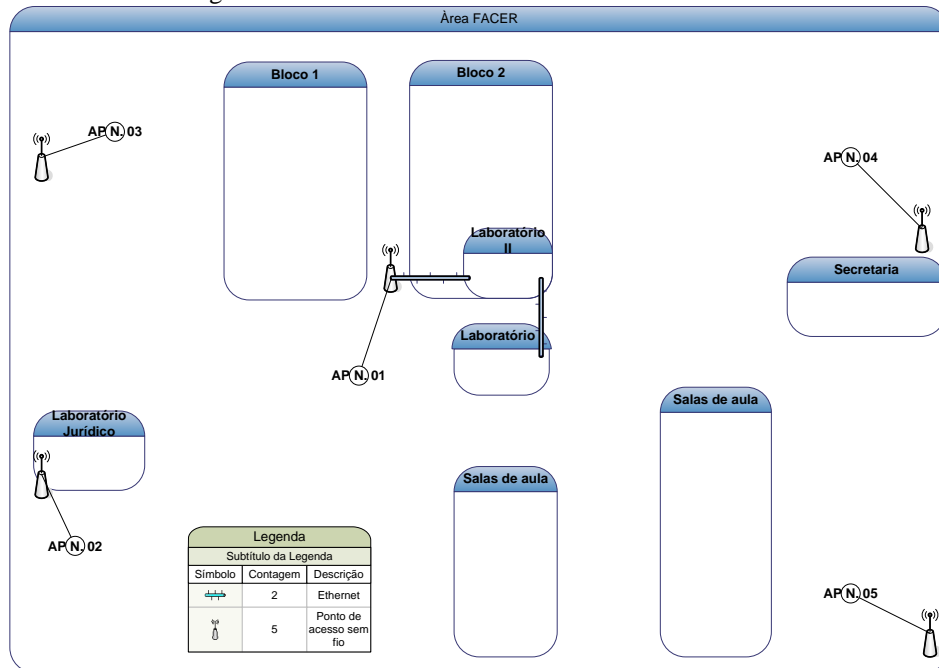 Àrea FACER
Bloco 1
Bloco 2
AP N. 03
AP N. 04
Laboratório
II
Secretaria
Laboratório
AP N. 01
Salas de aula
Laboratório
Jurídico
Salas de aula
AP N. 02
Legenda
Subtítulo da Legenda
Símbolo Contagem Descrição
2 Ethernet
5 Ponto de
acesso sem
fio
AP N. 05